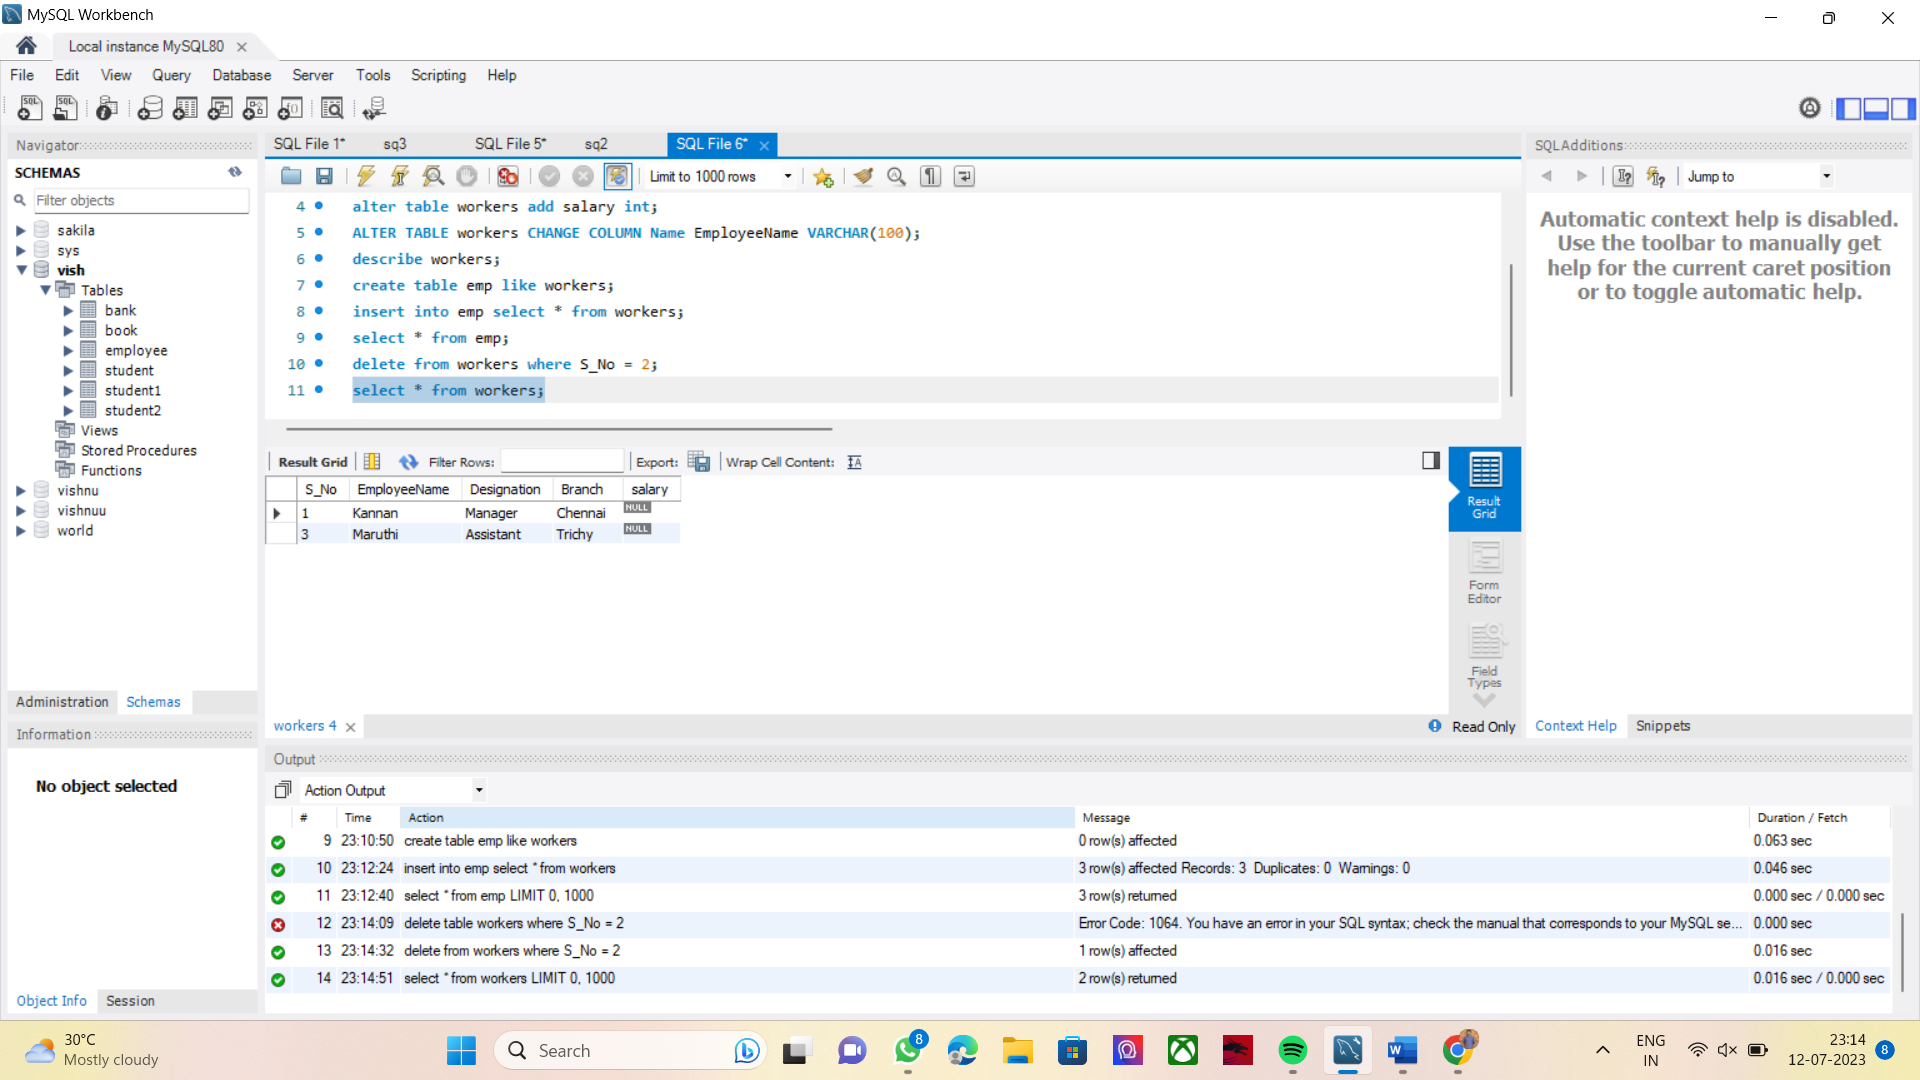 MySQL Workbench
Local instance MySQL80
File Edit View Query Database Server Tools Scripting Help
Navigator
SCHEMAS
Filter objects
sakila
sys
vish
Tables
bank
book
employee
student
student1
student2
Views
Stored Procedures
Functions
vishnu
vishnuu
world
Administration Schemas
Information
No object selected
Object Info Session
SQL File 1* sq3 SQL File 5* sq2 SQL File 6*
Limit to 1000 rows
4 alter table workers add salary int;
5 ALTER TABLE workers CHANGE COLUMN Name EmployeeName VARCHAR(100);
6 describe workers;
7 create table emp like workers;
8 insert into emp select * from workers;
9 select * from emp;
10 delete from workers where S_No = 2;
11 select * from workers;
Result Grid Filter Rows: Export: Wrap Cell Content:
S_No EmployeeName Designation Branch salary
1 Kannan Manager Chennai NULL
3 Maruthi Assistant Trichy NULL
Result Grid
Form Editor
Field Types
workers 4
Read Only
SQLAdditions
Jump to
Automatic context help is disabled.
Use the toolbar to manually get
help for the current caret position
or to toggle automatic help.
Context Help Snippets
Output
Action Output
# Time Action Message Duration / Fetch
9 23:10:50 create table emp like workers 0 row(s) affected 0.063 sec
10 23:12:24 insert into emp select * from workers 3 row(s) affected Records: 3 Duplicates: 0 Warnings: 0 0.046 sec
11 23:12:40 select * from emp LIMIT 0, 1000 3 row(s) returned 0.000 sec / 0.000 sec
12 23:14:09 delete table workers where S_No = 2 Error Code: 1064. You have an error in your SQL syntax; check the manual that corresponds to your MySQL se... 0.000 sec
13 23:14:32 delete from workers where S_No = 2 1 row(s) affected 0.016 sec
14 23:14:51 select * from workers LIMIT 0, 1000 2 row(s) returned 0.016 sec / 0.000 sec
30°C
Mostly cloudy
Search
8
ENG
IN
23:14
12-07-2023
8